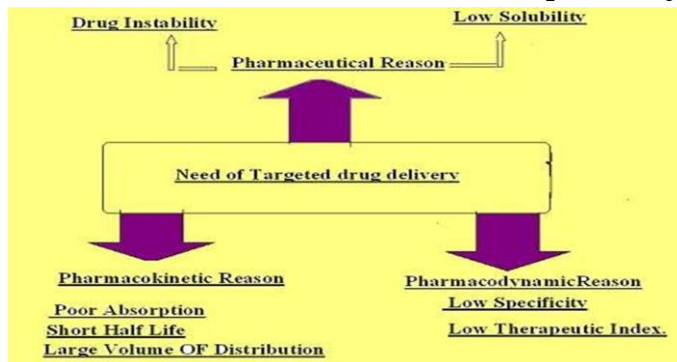 Drug Instability
Low Solubility
Pharmaceutical Reason
Need of Targeted drug delivery
Pharmacokinetic Reason
Poor Absorption
Short Half Life
Large Volume OF Distribution
PharmacodynamicReason
Low Specificity
Low Therapeutic Index.